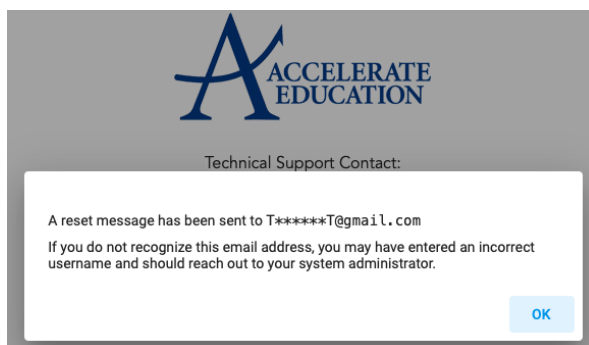 ACCELERATE
EDUCATION
Technical Support Contact:
A reset message has been sent to T******T@gmail.com
If you do not recognize this email address, you may have entered an incorrect
username and should reach out to your system administrator.
OK